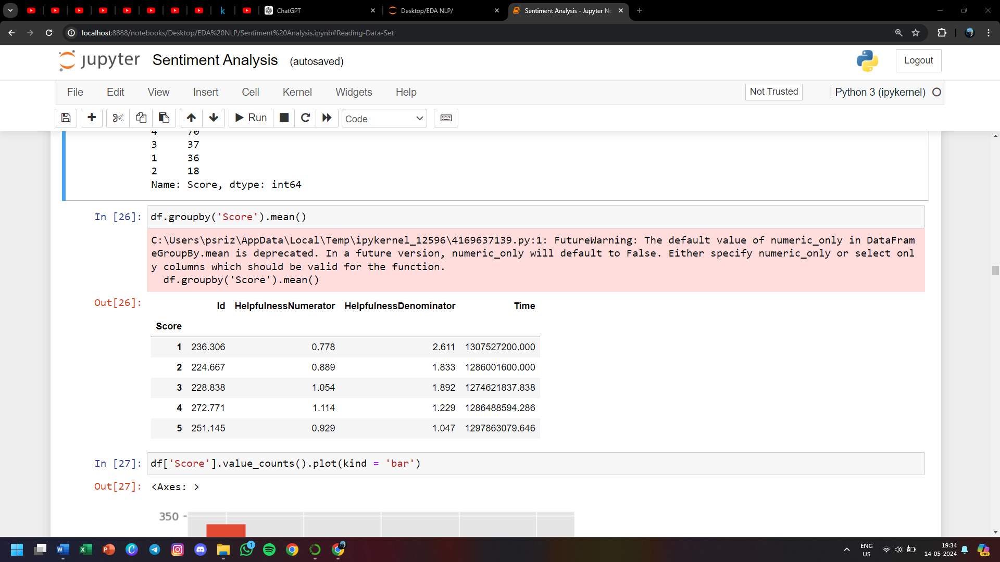 ChatGPT
Desktop/EDA NLP/
Sentiment Analysis - Jupyter No
localhost:8888/notebooks/Desktop/EDA%20NLP/Sentiment%20Analysis.ipynb#Reading-Data-Set
jupyter Sentiment Analysis (autosaved)
Logout
File Edit View Insert Cell Kernel Widgets Help
Not Trusted
Python 3 (ipykernel)
Run
Code
4 70
3 37
1 36
2 18
Name: Score, dtype: int64
In [26]: df.groupby('Score').mean()
C:\Users\psriz\AppData\Local\Temp\ipykernel_12596\4169637139.py:1: FutureWarning: The default value of numeric_only in DataFram
eGroupBy.mean is deprecated. In a future version, numeric_only will default to False. Either specify numeric_only or select onl
y columns which should be valid for the function.
df.groupby('Score').mean()
Out[26]:
Id HelpfulnessNumerator HelpfulnessDenominator Time
Score
1 236.306 0.778 2.611 1307527200.000
2 224.667 0.889 1.833 1286001600.000
3 228.838 1.054 1.892 1274621837.838
4 272.771 1.114 1.229 1286488594.286
5 251.145 0.929 1.047 1297863079.646
In [27]: df['Score'].value_counts().plot(kind = 'bar')
Out[27]: <Axes: >
350
1
ENG
US
19:34
14-05-2024